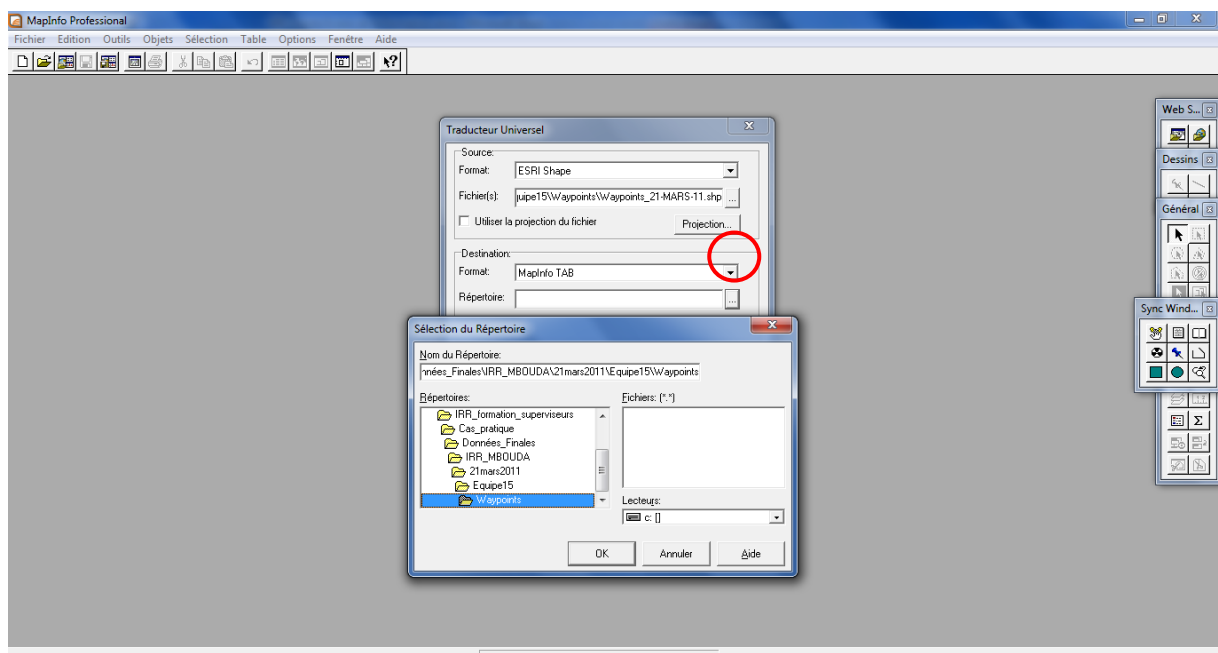 MapInfo Professional
Fichier Edition Outils Objets Sélection Table Options Fenêtre Aide
Traducteur Universel
Source:
Format: ESRI Shape
Fichier(s): juipe15\Waypoints\Waypoints_21-MARS-11.shp ...
Utiliser la projection du fichier Projection...
Destination:
Format: MapInfo TAB
Répertoire: ...
Sélection du Répertoire
Nom du Répertoire:
nnées_Finales\IRR_MBOUDA\21mars2011\Equipe15\Waypoints
Répertoires: Fichiers: (*.*)
IRR_formation_superviseurs
Cas_pratique
Données_Finales
IRR_MBOUDA
21mars2011
Equipe15
Waypoints
Lecteurs:
c: []
OK Annuler Aide
Web S...
Dessins
Général
Sync Wind...
Σ